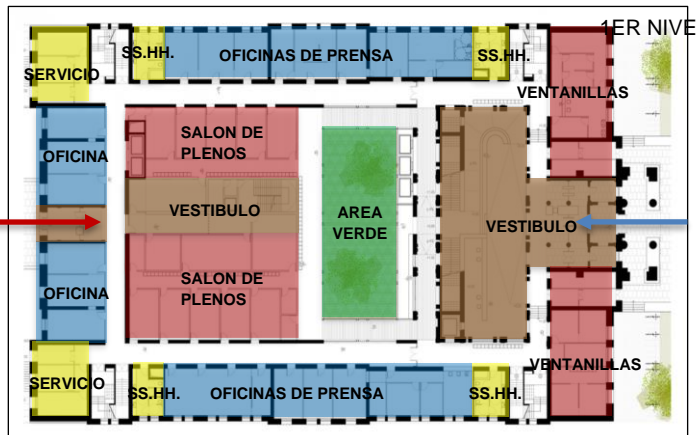 1ER NIVE
SS.HH.
OFICINAS DE PRENSA
SS.HH.
SERVICIO
VENTANILLAS
SALON DE
PLENOS
OFICINA
VESTIBULO
AREA
VERDE
VESTIBULO
OFICINA
SALON DE
PLENOS
VENTANILLAS
SERVICIO
SS.HH.
OFICINAS DE PRENSA
SS.HH.